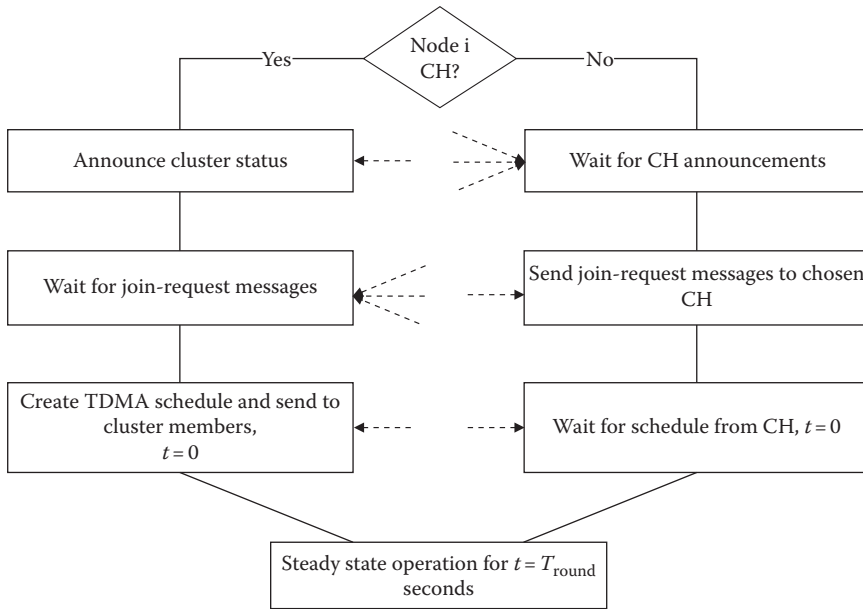 Node i
CH?
Yes
No
Announce cluster status
Wait for CH announcements
Wait for join-request messages
Send join-request messages to chosen
CH
Create TDMA schedule and send to
cluster members,
t = 0
Wait for schedule from CH, t = 0
Steady state operation for t = Tround
seconds